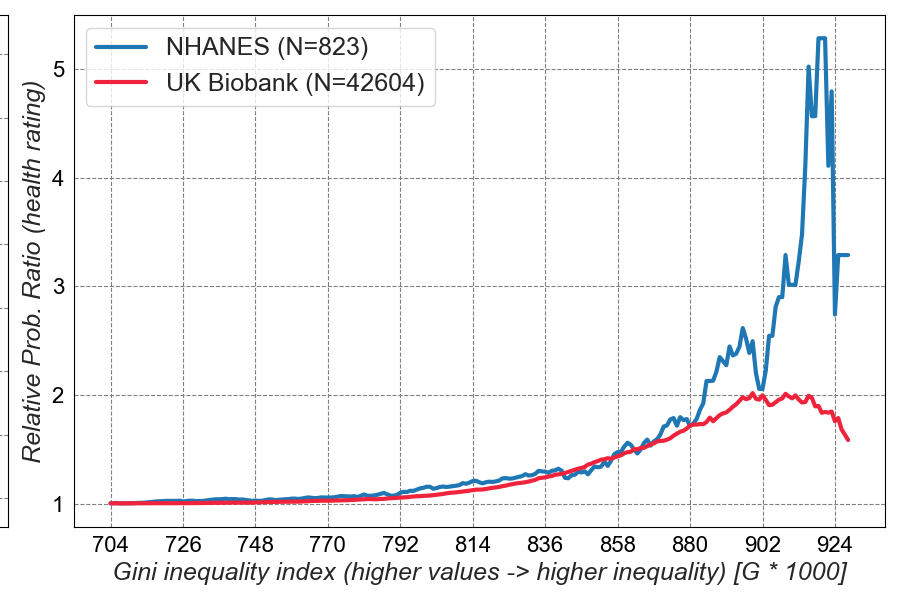 NHANES (N=823)
UK Biobank (N=42604)
Relative Prob. Ratio (health rating)
5
4
3
2
1
704 726 748 770 792 814 836 858 880 902 924
Gini inequality index (higher values -> higher inequality) [G * 1000]